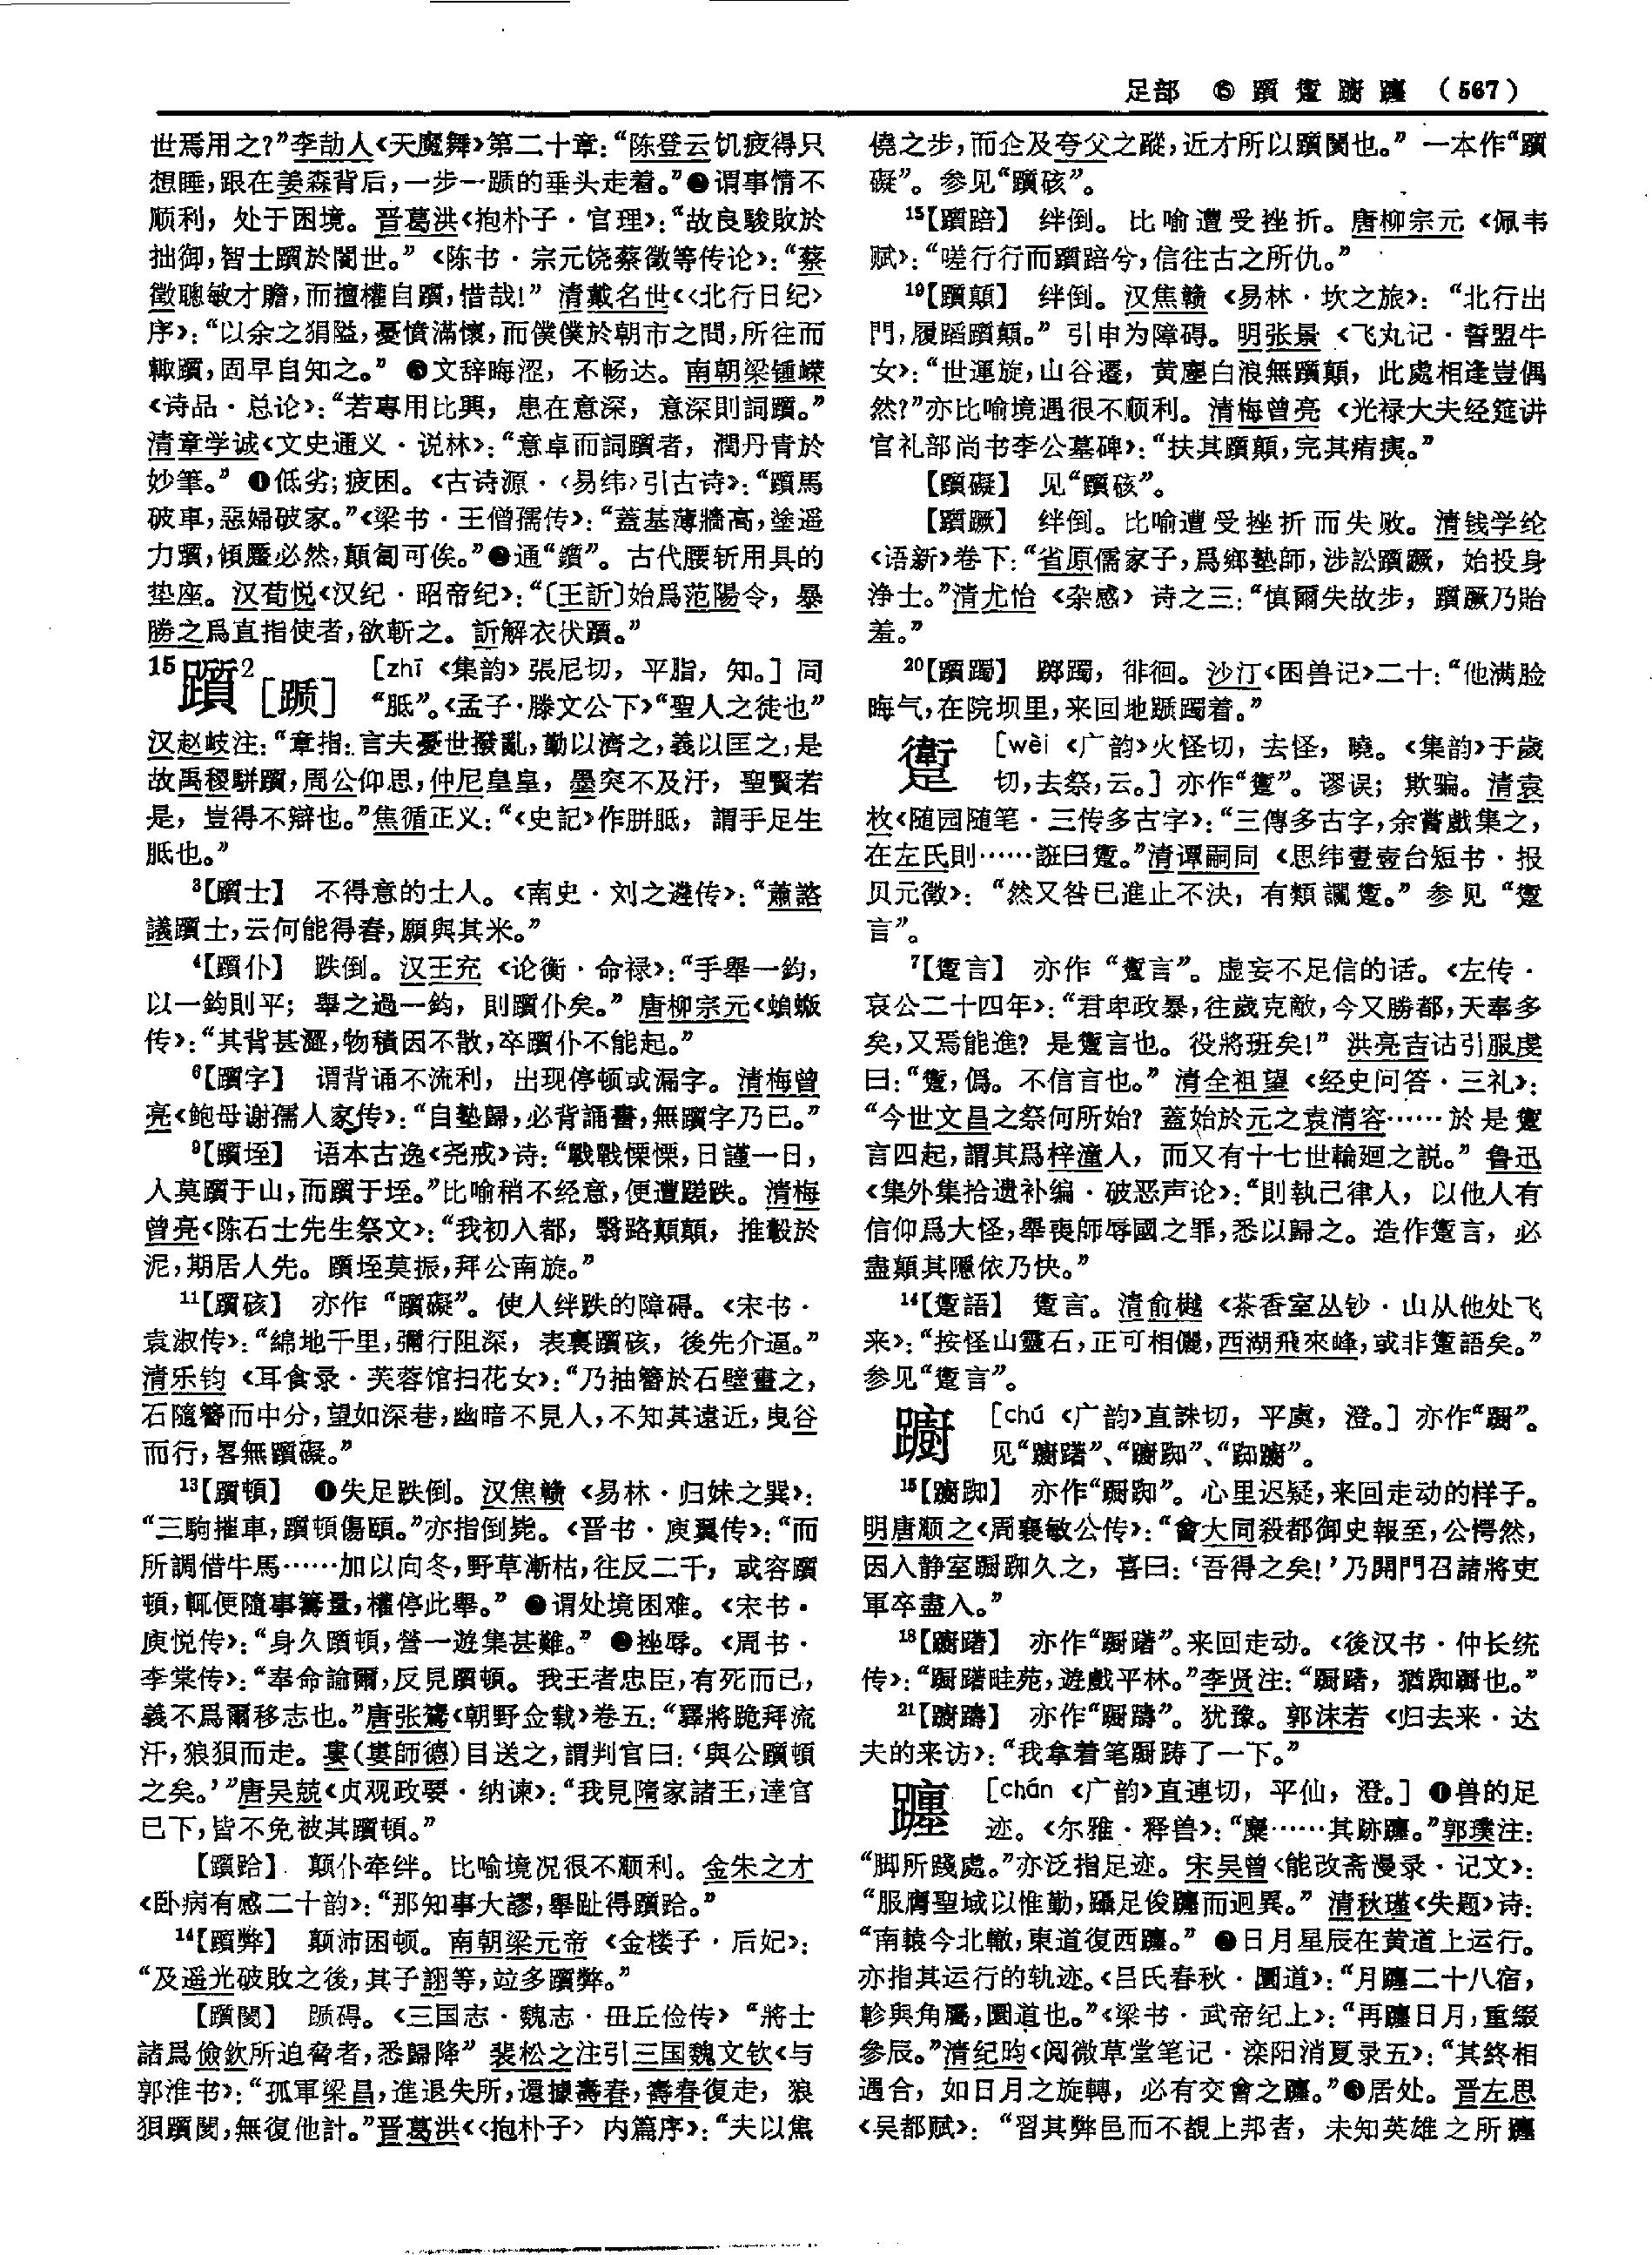 足部 ⑮ 躓 躗 躕 躔 （567）
世焉用之？”李劼人《天魔舞》第二十章：“陈登云饥疲得只
想睡，跟在姜森背后，一步一踬的垂头走着。”❷谓事情不
顺利，处于困境。晋葛洪《抱朴子·官理》：“故良駿敗於
拙御，智士躓於闇世。”《陈书·宗元饶蔡徵等传论》：“蔡
徵聰敏才贍，而擅權自躓，惜哉！” 清戴名世《〈北行日纪〉
序》：“以余之狷隘，憂憤滿懷，而僕僕於朝市之間，所往而
輙躓，固早自知之。” ❸文辞晦涩，不畅达。南朝梁锺嵘
《诗品·总论》：“若專用比興，患在意深，意深則詞躓。”
清章学诚《文史通义·说林》：“意卓而詞躓者，潤丹青於
妙筆。” ❹低劣；疲困。《古诗源·〈易纬〉引古诗》：“躓馬
破車，惡婦破家。”《梁书·王僧孺传》：“蓋基薄牆高，塗遥
力躓，傾蹷必然，顛匐可俟。”❺通“鑕”。古代腰斩用具的
垫座。汉荀悦《汉纪·昭帝纪》：“〔王訢〕始爲范陽令，暴
勝之爲直指使者，欲斬之。訢解衣伏躓。”
15躓2［踬］ ［zhī 《集韵》張尼切，平脂，知。］同
“胝”。《孟子·滕文公下》“聖人之徒也”
汉赵岐注：“章指：言夫憂世撥亂，勤以濟之，義以匡之，是
故禹稷駢躓，周公仰思，仲尼皇皇，墨突不及汙，聖賢若
是，豈得不辯也。”焦循正义：“《史記》作胼胝，謂手足生
胝也。”
3【躓士】 不得意的士人。《南史·刘之遴传》：“蕭諮
議躓士，云何能得舂，願與其米。”
4【躓仆】 跌倒。汉王充《论衡·命禄》：“手舉一鈞，
以一鈞則平；舉之過一鈞，則躓仆矣。” 唐柳宗元《蝜蝂
传》：“其背甚澀，物積因不散，卒躓仆不能起。”
6【躓字】 谓背诵不流利，出现停顿或漏字。清梅曾
亮《鲍母谢孺人家传》：“自塾歸，必背誦書，無躓字乃已。”
9【躓垤】 语本古逸《尧戒》诗：“戰戰慄慄，日謹一日，
人莫躓于山，而躓于垤。”比喻稍不经意，便遭蹉跌。清梅
曾亮《陈石士先生祭文》：“我初入都，翳路顛顛，推轂於
泥，期居人先。躓垤莫振，拜公南旋。”
11【躓硋】 亦作“躓礙”。使人绊跌的障碍。《宋书·
袁淑传》：“綿地千里，彌行阻深，表裏躓硋，後先介逼。”
清乐钧《耳食录·芙蓉馆扫花女》：“乃抽簪於石壁畫之，
石隨簪而中分，望如深巷，幽暗不見人，不知其遠近，曳谷
而行，畧無躓礙。”
13【躓頓】 ❶失足跌倒。汉焦赣《易林·归妹之巽》：
“三駒摧車，躓頓傷頤。”亦指倒毙。《晋书·庾翼传》：“而
所調借牛馬……加以向冬，野草漸枯，往反二千，或容躓
頓，輒便隨事籌量，權停此舉。” ❷谓处境困难。《宋书·
庾悦传》：“身久躓頓，營一遊集甚難。” ❸挫辱。《周书·
李棠传》：“奉命諭爾，反見躓頓。我王者忠臣，有死而已，
義不爲爾移志也。”唐张鷟《朝野佥载》卷五：“驛將跪拜流
汗，狼狽而走。婁（婁師德）目送之，謂判官曰：‘與公躓頓
之矣。’”唐吴兢《贞观政要·纳谏》：“我見隋家諸王，達官
已下，皆不免被其躓頓。”
【躓跲】 颠仆牵绊。比喻境况很不顺利。金朱之才
《卧病有感二十韵》：“那知事大謬，舉趾得躓跲。”
14【躓弊】 颠沛困顿。南朝梁元帝《金楼子·后妃》：
“及遥光破敗之後，其子詡等，竝多躓弊。”
【躓閡】 踬碍。《三国志·魏志·毌丘俭传》“將士
諸爲儉欽所迫脅者，悉歸降” 裴松之注引三国魏文钦《与
郭淮书》：“孤軍梁昌，進退失所，還據壽春，壽春復走，狼
狽躓閡，無復他計。”晋葛洪《〈抱朴子〉内篇序》：“夫以焦
僥之步，而企及夸父之蹤，近才所以躓閡也。” 一本作“躓
礙”。参见“躓硋”。
15【躓踣】 绊倒。比喻遭受挫折。唐柳宗元《佩韦
赋》：“嗟行行而躓踣兮，信往古之所仇。”
19【躓顛】 绊倒。汉焦赣《易林·坎之旅》：“北行出
門，履蹈躓顛。” 引申为障碍。明张景《飞丸记·誓盟牛
女》：“世運旋，山谷遷，黄塵白浪無躓顛，此處相逢豈偶
然？”亦比喻境遇很不顺利。清梅曾亮《光禄大夫经筵讲
官礼部尚书李公墓碑》：“扶其躓顛，完其痏痍。”
【躓礙】 见“躓硋”。
【躓蹶】 绊倒。比喻遭受挫折而失败。清钱学纶
《语新》卷下：“省原儒家子，爲鄉塾師，涉訟躓蹶，始投身
浄土。”清尤怡《杂感》诗之三：“慎爾失故步，躓蹶乃貽
羞。”
20【躓躅】 踯躅，徘徊。沙汀《困兽记》二十：“他满脸
晦气，在院坝里，来回地踬躅着。”
躗 ［wèi 《广韵》火怪切，去怪，曉。《集韵》于歲
切，去祭，云。］亦作“䡺”。谬误；欺骗。清袁
枚《随园随笔·三传多古字》：“三傳多古字，余嘗戲集之，
在左氏則……誑曰躗。”清谭嗣同《思纬壹壼台短书·报
贝元徵》：“然又咎已進止不決，有類讕躗。” 参见“躗
言”。
7【躗言】 亦作“䡺言”。虚妄不足信的话。《左传·
哀公二十四年》：“君卑政暴，往歲克敵，今又勝都，天奉多
矣，又焉能進？是躗言也。役將班矣！” 洪亮吉诂引服虔
曰：“躗，僞。不信言也。” 清全祖望《经史问答·三礼》：
“今世文昌之祭何所始？蓋始於元之袁清容……於是躗
言四起，謂其爲梓潼人，而又有十七世輪廻之説。” 鲁迅
《集外集拾遗补编·破恶声论》：“則執己律人，以他人有
信仰爲大怪，舉喪師辱國之罪，悉以歸之。造作躗言，必
盡顛其隱依乃快。”
14【躗語】 躗言。清俞樾《茶香室丛钞·山从他处飞
来》：“按怪山靈石，正可相儷，西湖飛來峰，或非躗語矣。”
参见“躗言”。
躕 ［chú 《广韵》直誅切，平虞，澄。］亦作“蹰”。
见“躕躇”、“躕踟”、“踟躕”。
15【躕踟】 亦作“蹰踟”。心里迟疑，来回走动的样子。
明唐顺之《周襄敏公传》：“會大同殺都御史報至，公愕然，
因入静室蹰踟久之，喜曰：‘吾得之矣！’乃開門召諸將吏
軍卒盡入。”
18【躕躇】 亦作“蹰躇”。来回走动。《後汉书·仲长统
传》：“蹰躇畦苑，遊戲平林。”李贤注：“蹰躇，猶踟蹰也。”
21【躕躊】 亦作“蹰躊”。犹豫。郭沫若《归去来·达
夫的来访》：“我拿着笔蹰踌了一下。”
躔 ［chán 《广韵》直連切，平仙，澄。］❶兽的足
迹。《尔雅·释兽》：“麋……其跡躔。”郭璞注：
“脚所踐處。”亦泛指足迹。宋吴曾《能改斋漫录·记文》：
“服膺聖域以惟勤，躡足俊躔而迥異。” 清秋瑾《失题》诗：
“南轅今北轍，東道復西躔。” ❷日月星辰在黄道上运行。
亦指其运行的轨迹。《吕氏春秋·圜道》：“月躔二十八宿，
軫與角屬，圜道也。”《梁书·武帝纪上》：“再躔日月，重綴
參辰。”清纪昀《阅微草堂笔记·滦阳消夏录五》：“其終相
遇合，如日月之旋轉，必有交會之躔。”❸居处。晋左思
《吴都赋》：“習其弊邑而不覩上邦者，未知英雄之所躔